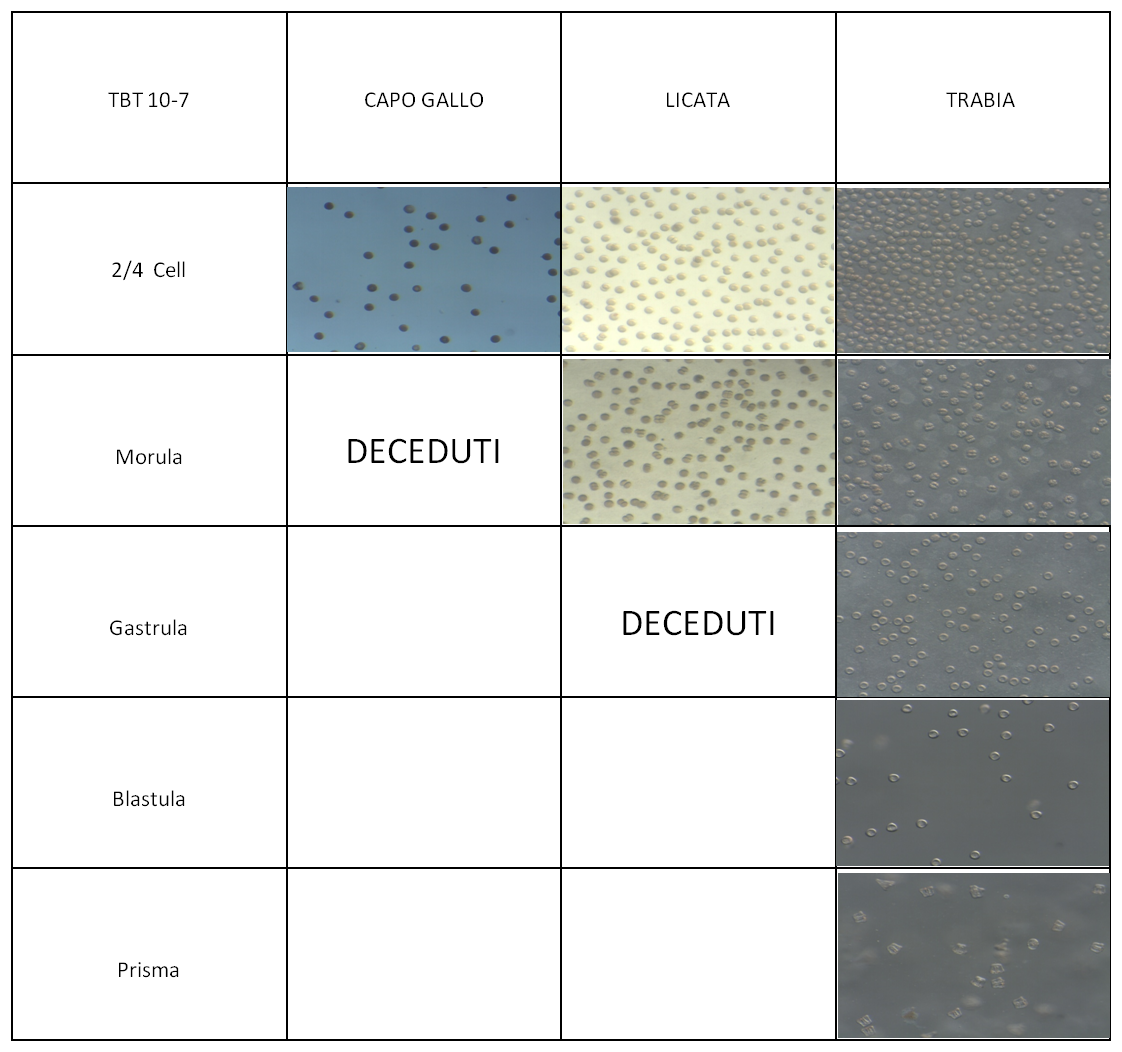 TBT 10-7 CAPO GALLO LICATA TRABIA
2/4 Cell
Morula DECEDUTI
Gastrula DECEDUTI
Blastula
Prisma